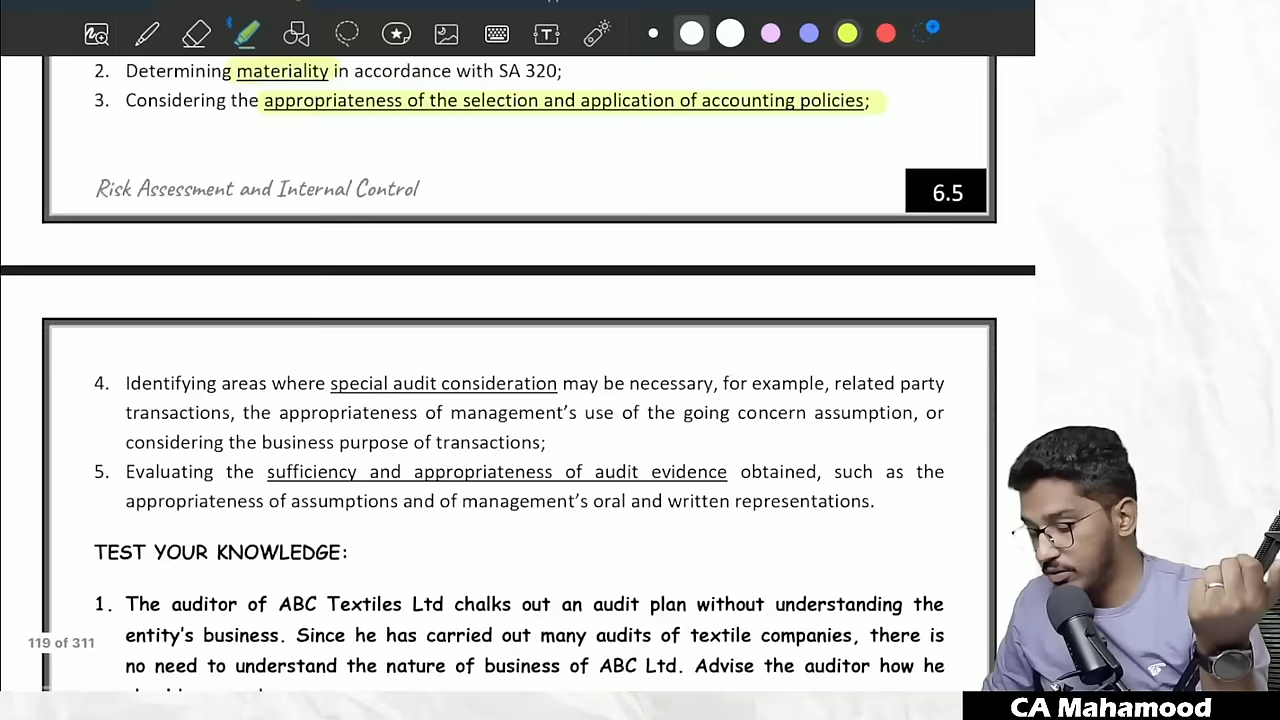 2. Determining materiality in accordance with SA 320;
3. Considering the appropriateness of the selection and application of accounting policies;
Risk Assessment and Internal Control
6.5
4. Identifying areas where special audit consideration may be necessary, for example, related party
transactions, the appropriateness of management's use of the going concern assumption, or
considering the business purpose of transactions;
5. Evaluating the sufficiency and appropriateness of audit evidence obtained, such as the
appropriateness of assumptions and of management's oral and written representations.
TEST YOUR KNOWLEDGE:
1. The auditor of ABC Textiles Ltd chalks out an audit plan without understanding the
entity's business. Since he has carried out many audits of textile companies, there is
119 of 311
no need to understand the nature of business of ABC Ltd. Advise the auditor how he
CA Mahamood